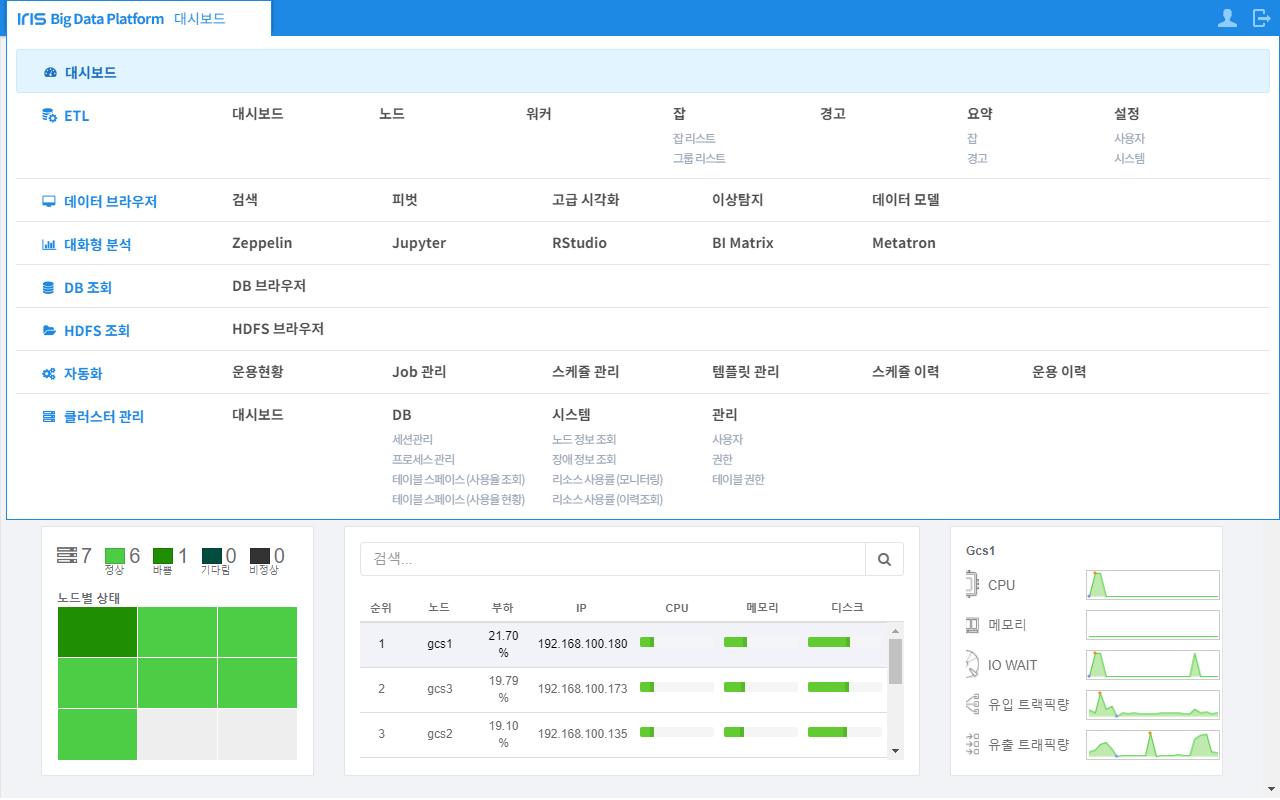 IRIS Big Data Platform 대시보드
대시보드
ETL 대시보드 노드 워커 잡 경고 요약 설정
잡 리스트 잡 사용자
그룹 리스트 경고 시스템
데이터 브라우저 검색 피벗 고급 시각화 이상탐지 데이터 모델
대화형 분석 Zeppelin Jupyter RStudio BI Matrix Metatron
DB 조회 DB 브라우저
HDFS 조회 HDFS 브라우저
자동화 운용현황 Job 관리 스케쥴 관리 템플릿 관리 스케쥴 이력 운용 이력
클러스터 관리 대시보드 DB 시스템 관리
세션관리 노드 정보 조회 사용자
프로세스 관리 장애 정보 조회 권한
테이블 스페이스 (사용율 조회) 리소스 사용률 (모니터링) 테이블 권한
테이블 스페이스 (사용율 현황) 리소스 사용률 (이력조회)
7 6 1 0 0
정상 바쁨 기다림 비정상
노드별 상태
검색...
순위 노드 부하 IP CPU 메모리 디스크
1 gcs1 21.70 % 192.168.100.180
2 gcs3 19.79 % 192.168.100.173
3 gcs2 19.10 % 192.168.100.135
Gcs1
CPU
메모리
IO WAIT
유입 트랙픽량
유출 트래픽량